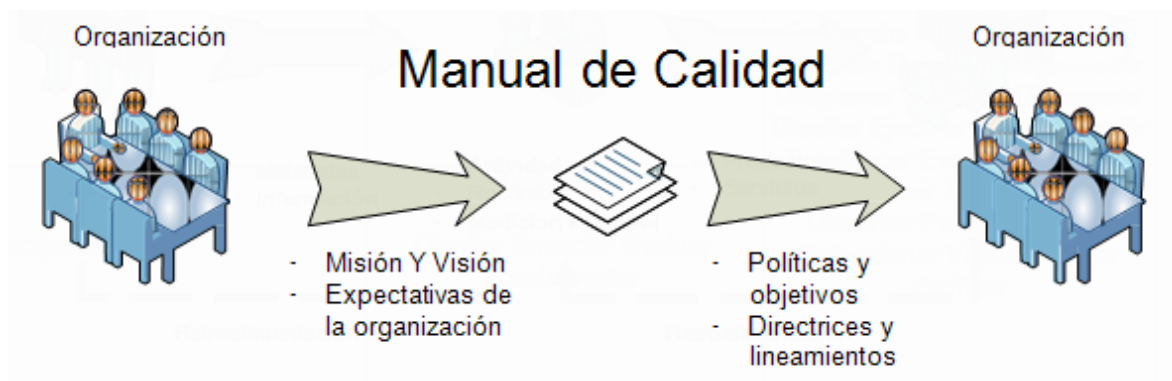 Organización
Manual de Calidad
Organización
- Misión Y Visión
- Expectativas de
la organización
- Políticas y
objetivos
- Directrices y
lineamientos